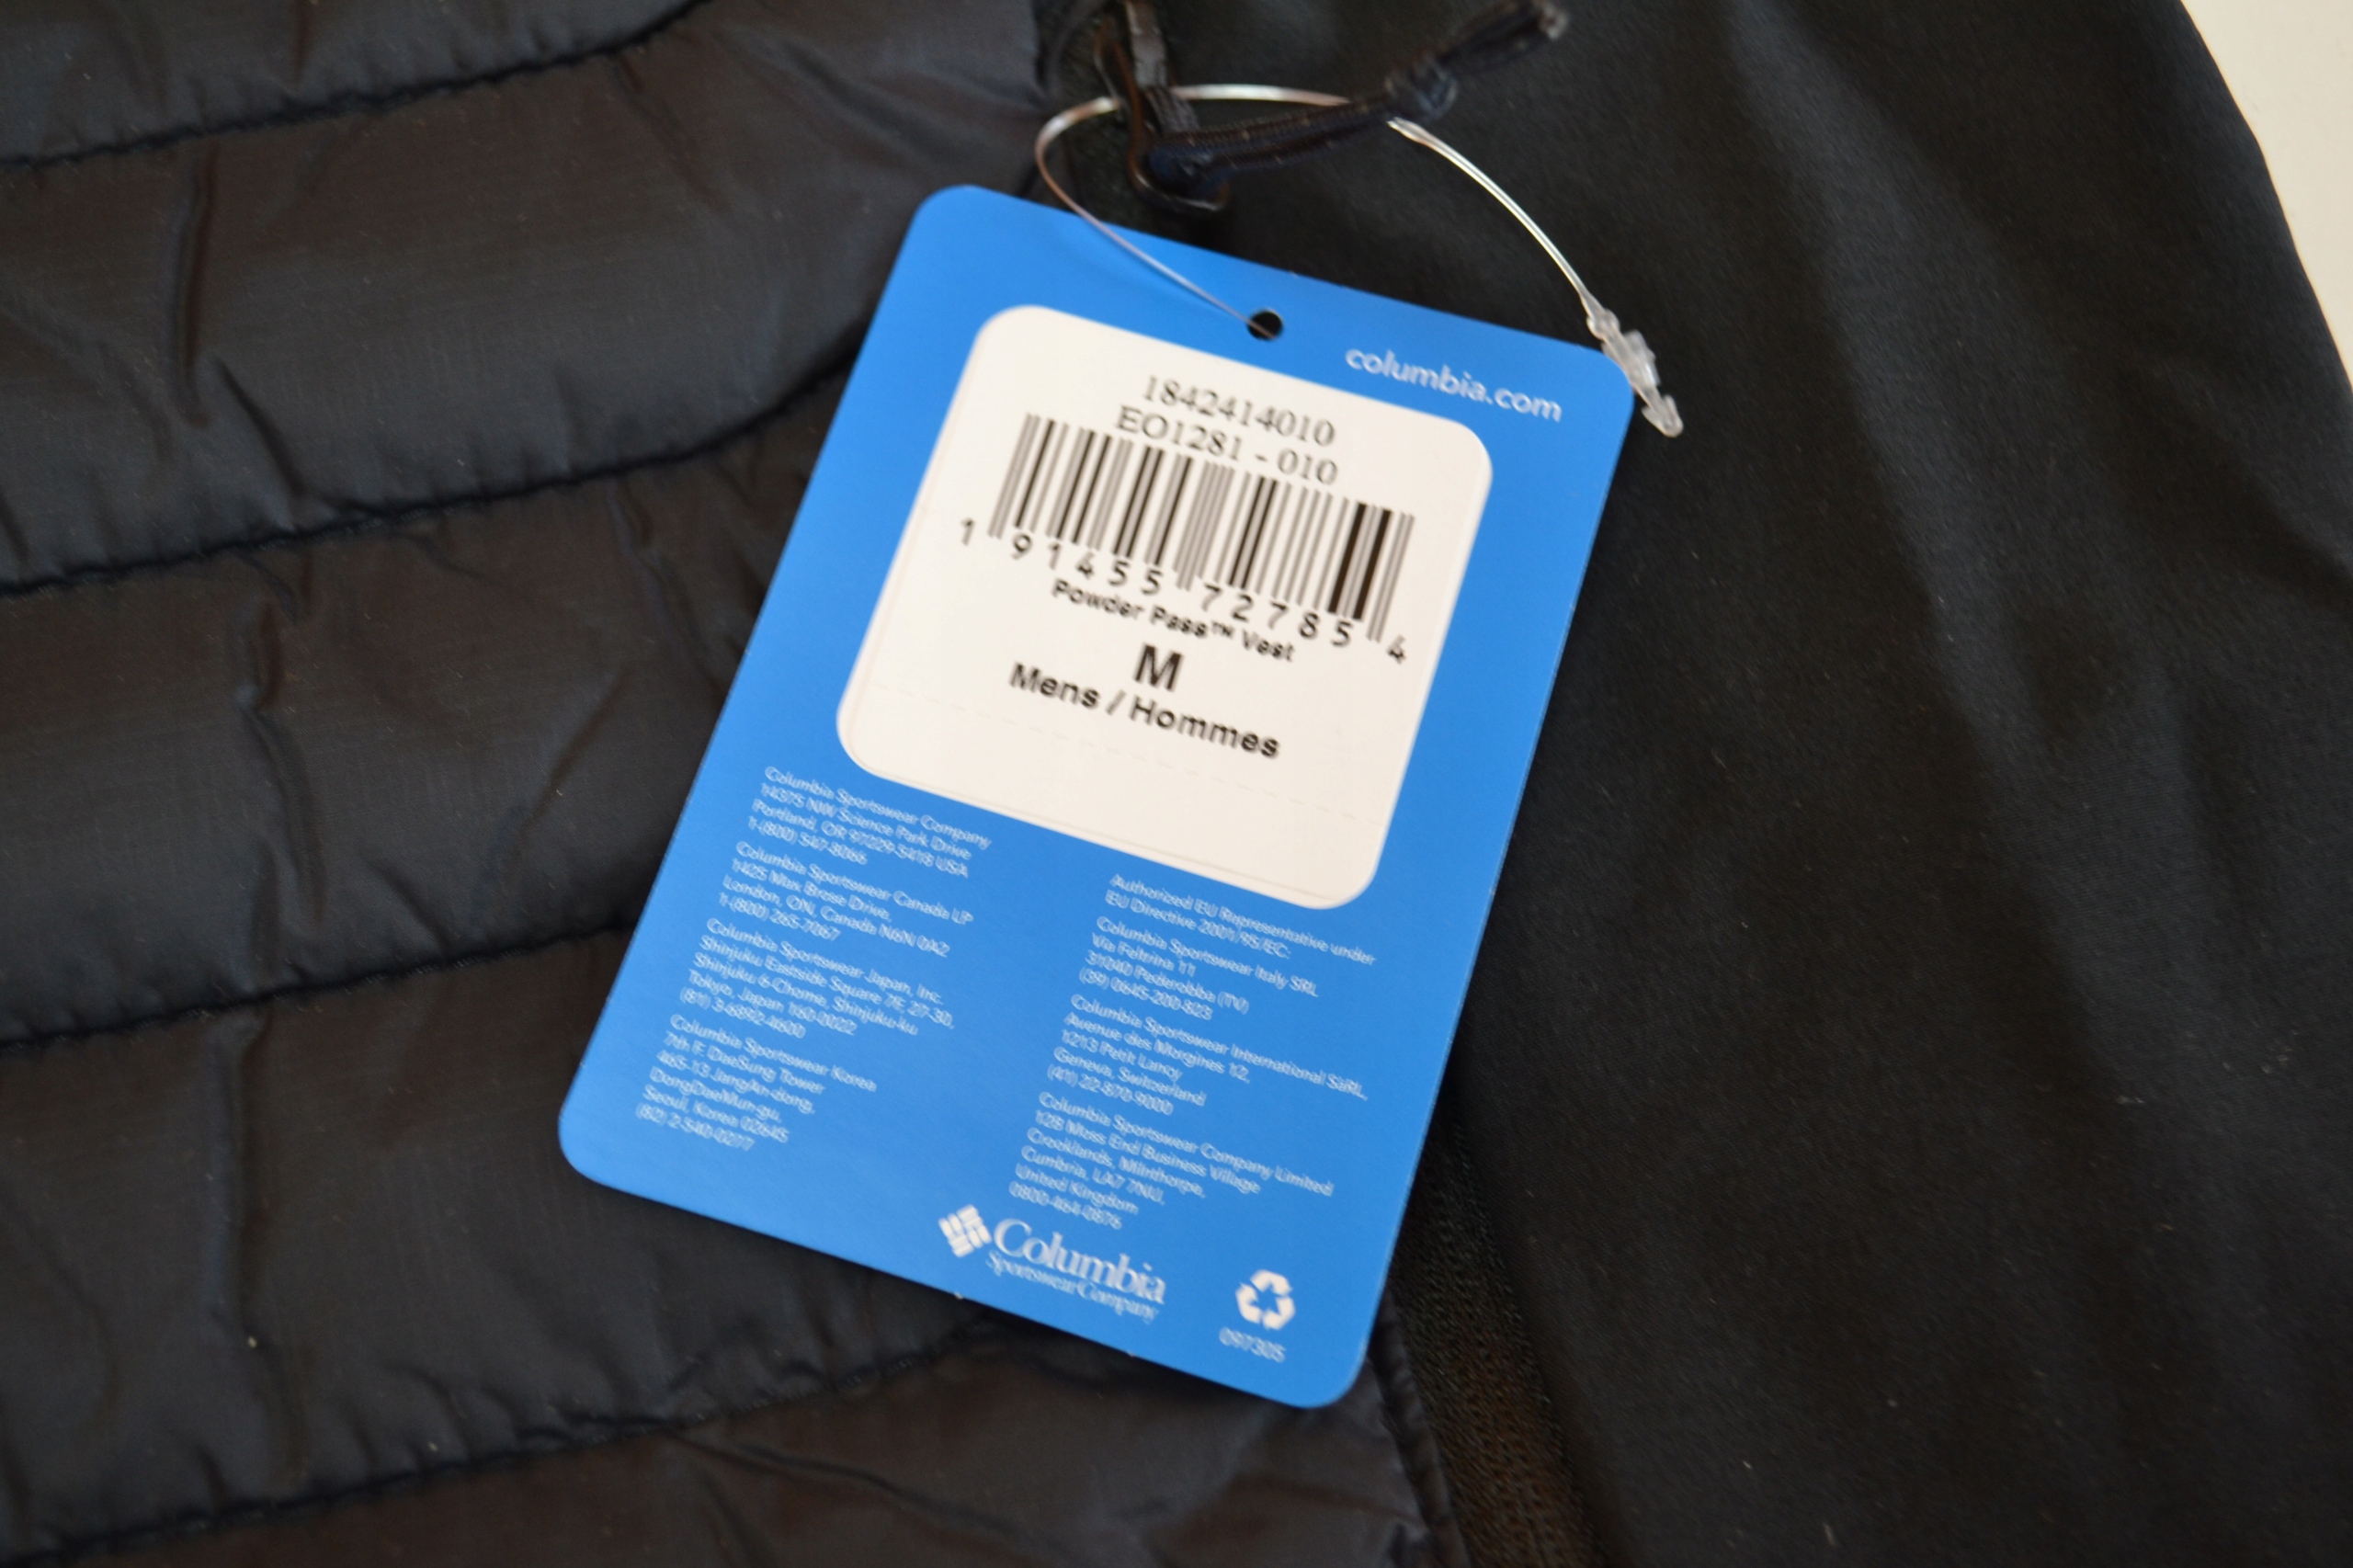 columbia.com
1842414010
EO1281 - 010
1 91455 72785 4
Powder Pass™ Vest
M
Mens / Hommes
Columbia Sportswear Company
14375 NW Science Park Drive
Portland, OR 97229-5418 USA
1-(800) 547-8066
Columbia Sportswear Canada LP
1425 Max Brose Drive,
London, ON, Canada N6N 0A2
1-(800) 265-7067
Columbia Sportswear Japan, Inc.
Shinjuku Eastside Square 7F, 27-30,
Shinjuku 6-Chome, Shinjuku-ku
Tokyo, Japan 160-0022
(81) 3-6892-4600
Columbia Sportswear Korea
7th F. DaeSung Tower
465-13 JangAn-dong,
DongDaeMun-gu,
Seoul, Korea 02645
(82) 2-540-0277
Authorized EU Representative under
EU Directive 2001/95/EC:
Columbia Sportswear Italy SRL
Via Feltrina 11
31040 Pederobba (TV)
(39) 0645-200-823
Columbia Sportswear International SàRL,
Avenue des Morgines 12,
1213 Petit Lancy
Geneva, Switzerland
(41) 22-870-9000
Columbia Sportswear Company Limited
128 Moss End Business Village
Crooklands, Milnthorpe,
Cumbria, LA7 7NU,
United Kingdom
0800-464-0876
Columbia
Sportswear Company
097305